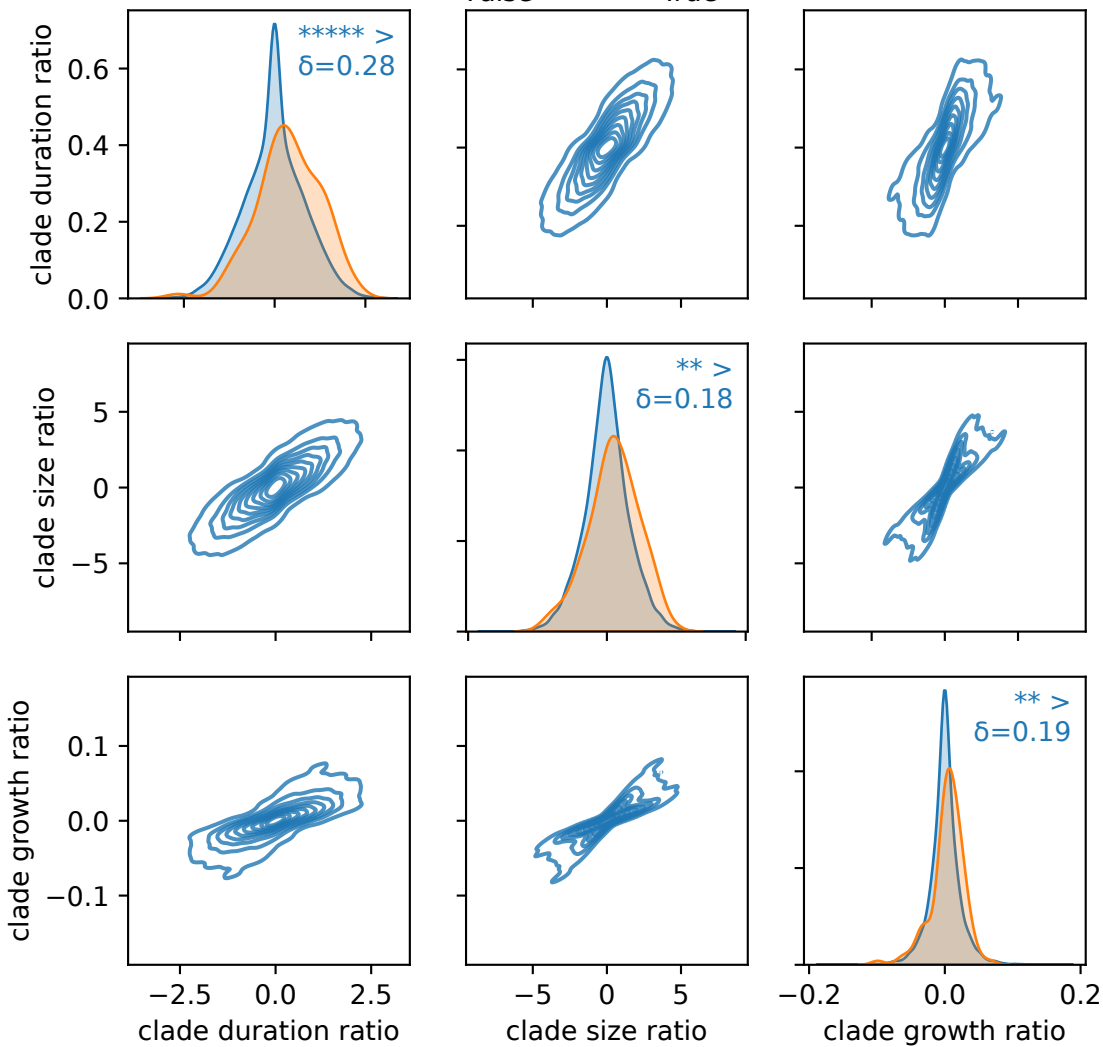 clade duration ratio
0.6
0.4
0.2
0.0
***** >
δ=0.28
clade size ratio
5
0
−5
** >
δ=0.18
clade growth ratio
0.1
0.0
−0.1
** >
δ=0.19
−2.5 0.0 2.5
−5 0 5
−0.2 0.0 0.2
clade duration ratio
clade size ratio
clade growth ratio